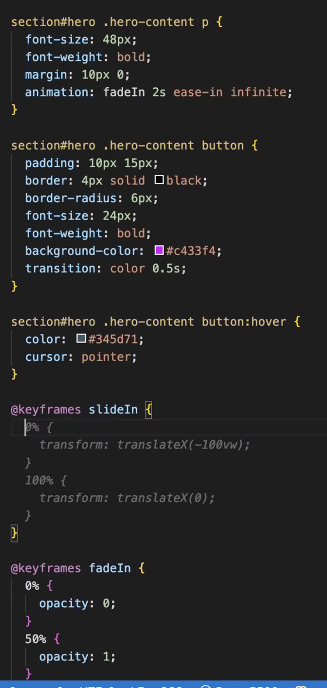 section#hero .hero-content p {
  font-size: 48px;
  font-weight: bold;
  margin: 10px 0;
  animation: fadeIn 2s ease-in infinite;
}

section#hero .hero-content button {
  padding: 10px 15px;
  border: 4px solid black;
  border-radius: 6px;
  font-size: 24px;
  font-weight: bold;
  background-color: #c433f4;
  transition: color 0.5s;
}

section#hero .hero-content button:hover {
  color: #345d71;
  cursor: pointer;
}

@keyframes slideIn {
  0% {
    transform: translateX(-100vw);
  }
  100% {
    transform: translateX(0);
  }
}

@keyframes fadeIn {
  0% {
    opacity: 0;
  }
  50% {
    opacity: 1;
  }